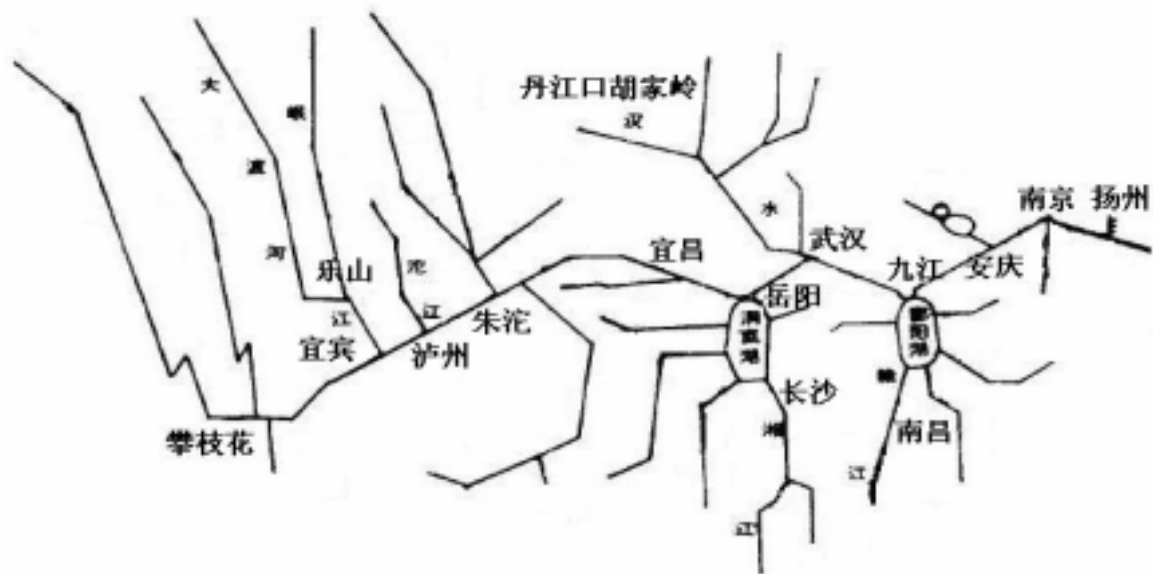 丹江口胡家岭
大
岷
汉
渡
水
南京 扬州
武汉
宜昌
河
乐山
沱
九江
安庆
岳阳
江
江
朱沱
洞庭湖
鄱阳湖
宜宾
泸州
赣
长沙
攀枝花
湘
南昌
江
江